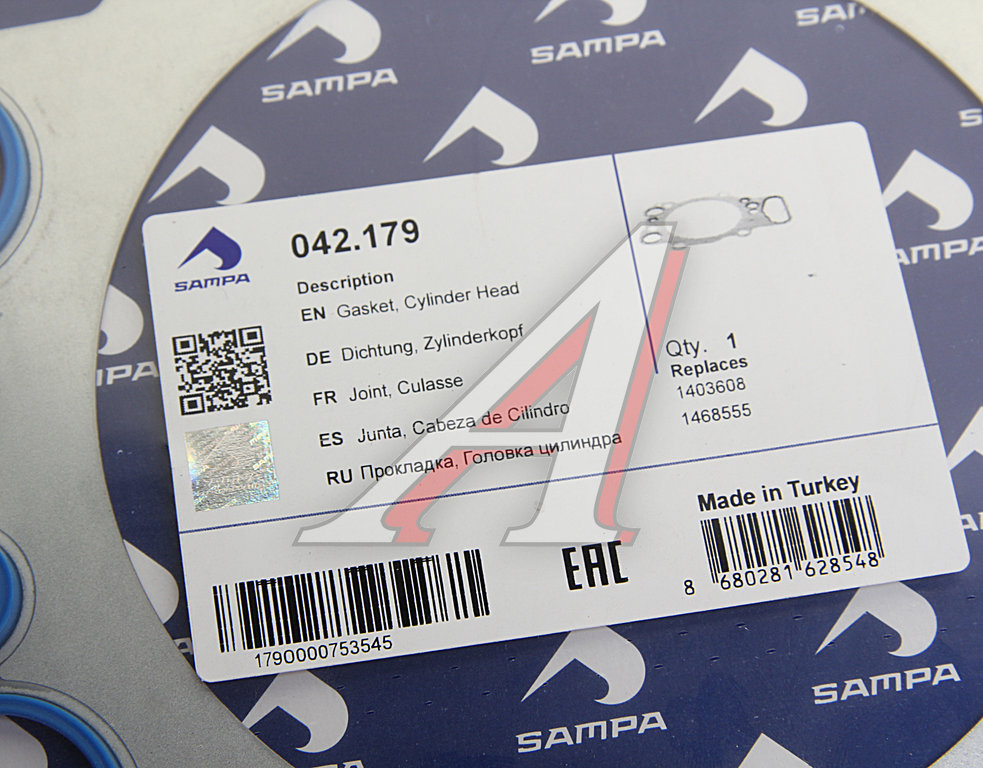 SAMPA
SAMPA
SAMPA
SAMPA
042.179
Description
EN Gasket, Cylinder Head
DE Dichtung, Zylinderkopf
FR Joint, Culasse
ES Junta, Cabeza de Cilindro
RU Прокладка, Головка цилиндра
Qty. 1
Replaces
1403608
1468555
Made in Turkey
EAC
1790000753545
8 680281 628548
SAMPA
SAMPA